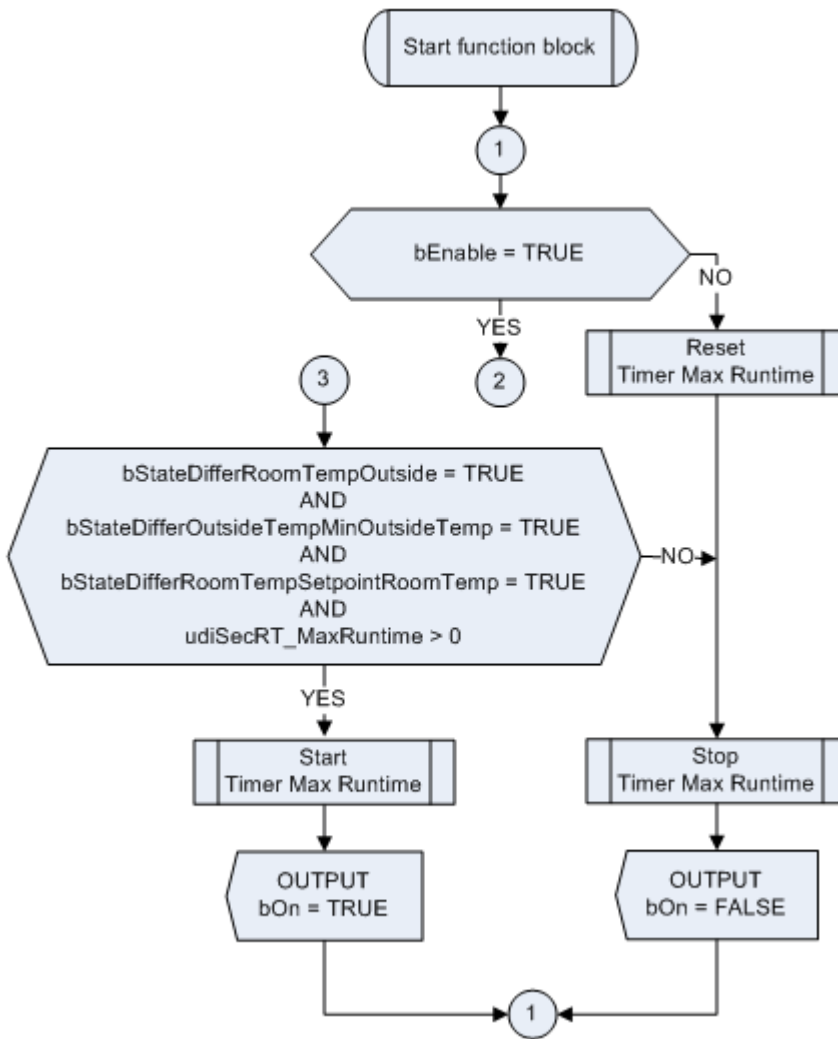 Start function block
1
bEnable = TRUE
NO
YES
Reset
Timer Max Runtime
3
2
bStateDifferRoomTempOutside = TRUE
AND
bStateDifferOutsideTempMinOutsideTemp = TRUE
AND
bStateDifferRoomTempSetpointRoomTemp = TRUE
AND
udiSecRT_MaxRuntime > 0
NO
YES
Start
Timer Max Runtime
Stop
Timer Max Runtime
OUTPUT
bOn = TRUE
OUTPUT
bOn = FALSE
1